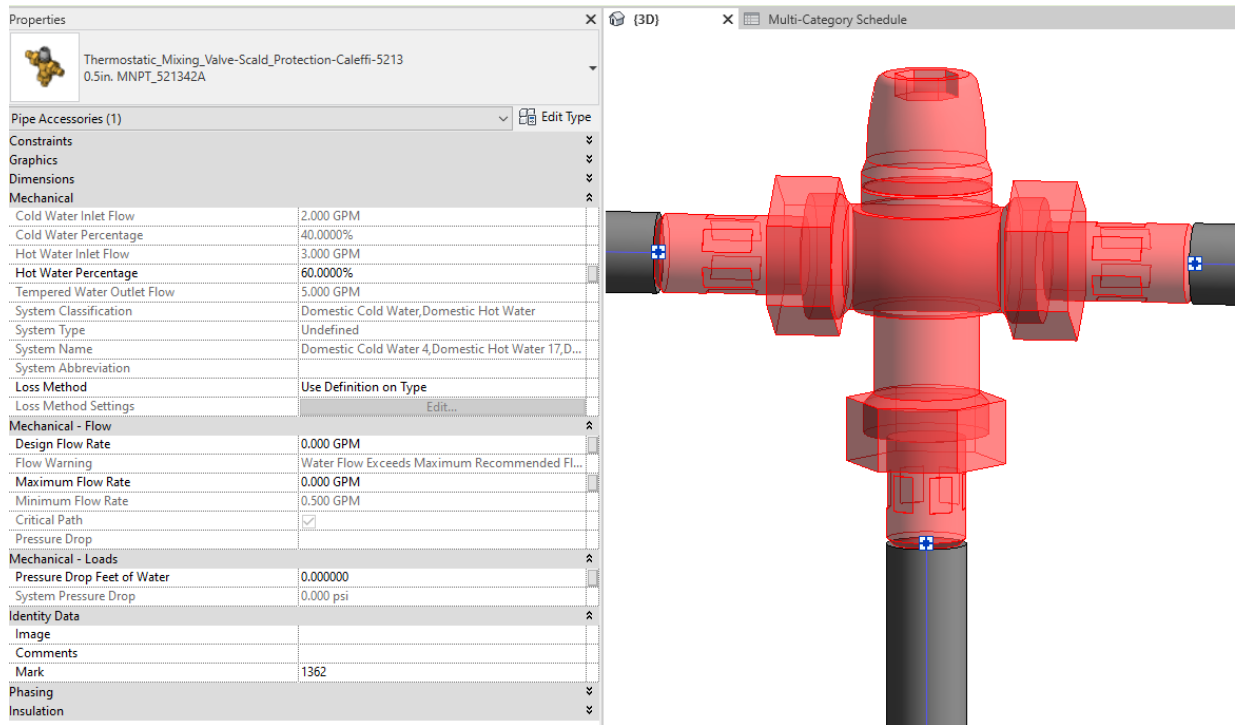 Properties
{3D}
Multi-Category Schedule
Thermostatic_Mixing_Valve-Scald_Protection-Caleffi-5213
0.5in. MNPT_521342A
Pipe Accessories (1)
Edit Type
Constraints
Graphics
Dimensions
Mechanical
Cold Water Inlet Flow 2.000 GPM
Cold Water Percentage 40.0000%
Hot Water Inlet Flow 3.000 GPM
Hot Water Percentage 60.0000%
Tempered Water Outlet Flow 5.000 GPM
System Classification Domestic Cold Water,Domestic Hot Water
System Type Undefined
System Name Domestic Cold Water 4,Domestic Hot Water 17,D...
System Abbreviation
Loss Method Use Definition on Type
Loss Method Settings Edit...
Mechanical - Flow
Design Flow Rate 0.000 GPM
Flow Warning Water Flow Exceeds Maximum Recommended Fl...
Maximum Flow Rate 0.000 GPM
Minimum Flow Rate 0.500 GPM
Critical Path
Pressure Drop
Mechanical - Loads
Pressure Drop Feet of Water 0.000000
System Pressure Drop 0.000 psi
Identity Data
Image
Comments
Mark 1362
Phasing
Insulation